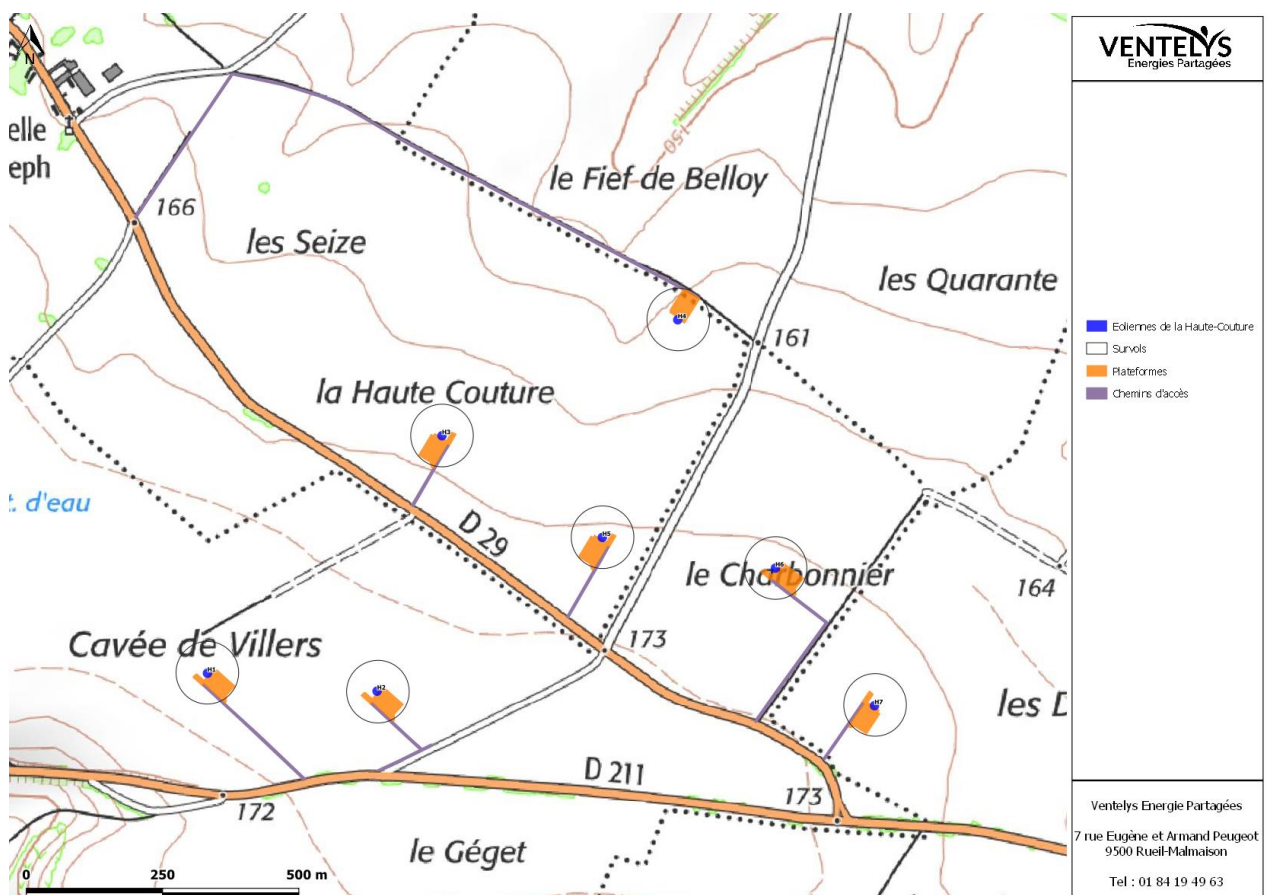 N
elle
eph
166
les Seize
le Fief de Belloy
150
les Quarante
161
H4
la Haute Couture
H3
t. d'eau
D 29
H5
le Charbonnier
H6
164
Cavée de Villers
173
H1
H2
H7
les D
D 211
172
173
le Géget
0 250 500 m
VENTELYS
Energies Partagées
Eoliennes de la Haute-Couture
Survols
Plateformes
Chemins d'accès
Ventelys Energie Partagées
7 rue Eugène et Armand Peugeot
9500 Rueil-Malmaison
Tel : 01 84 19 49 63